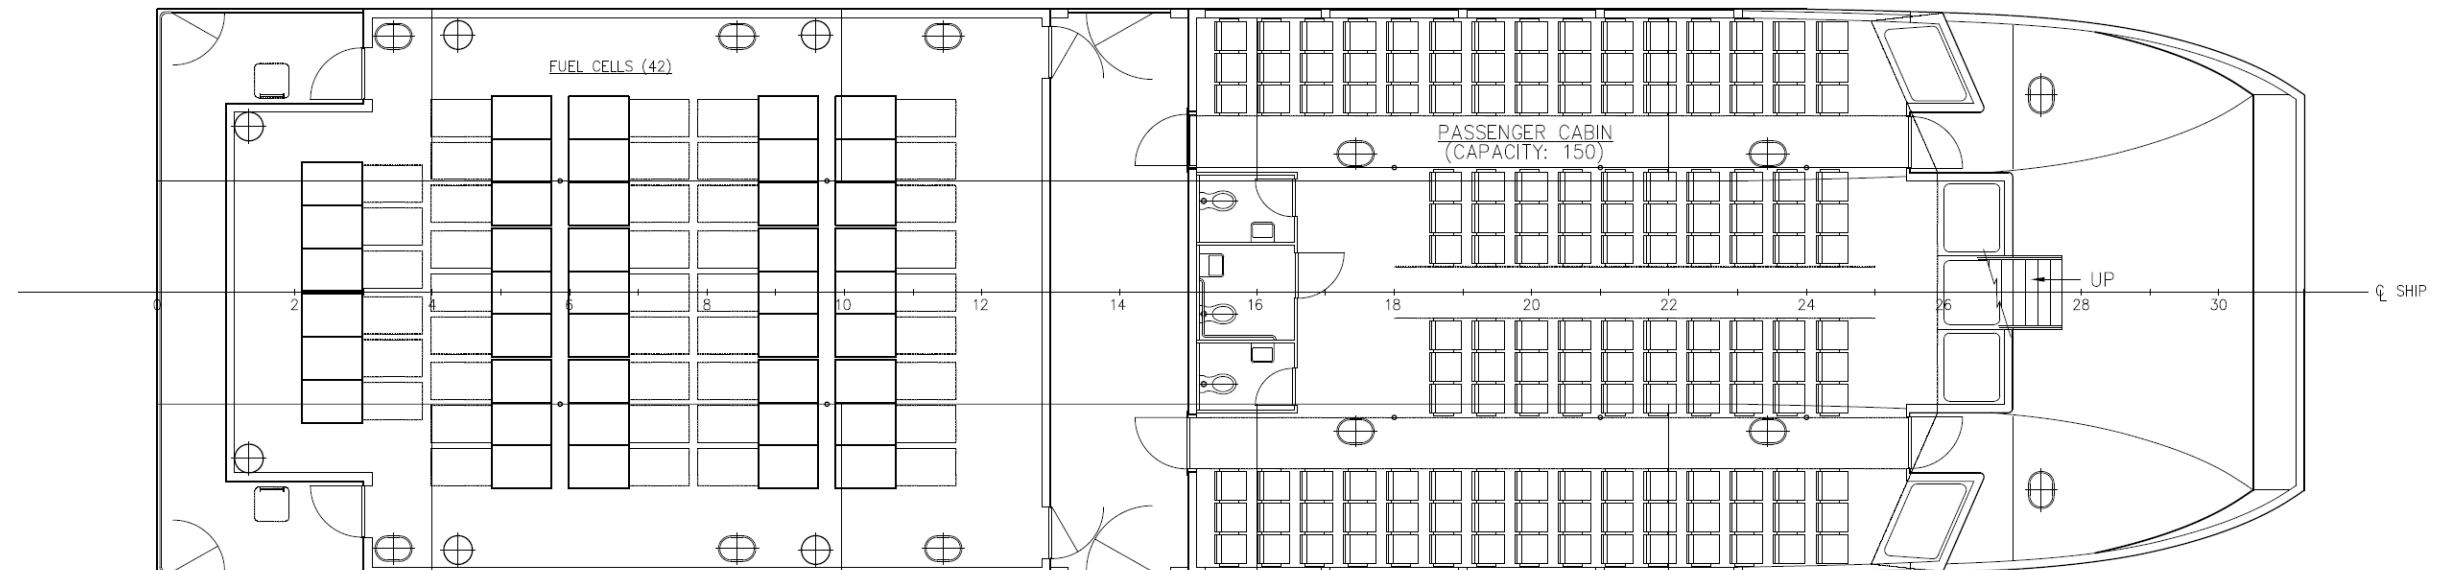 FUEL CELLS (42)
PASSENGER CABIN
(CAPACITY: 150)
UP
0 2 4 6 8 10 12 14 16 18 20 22 24 26 28 30
℄ SHIP